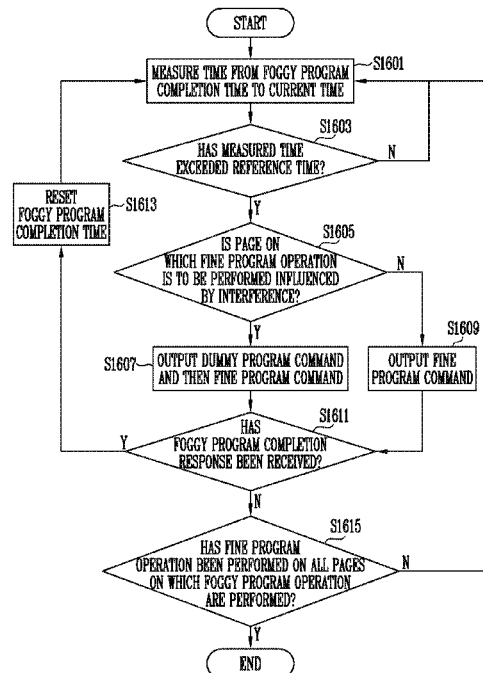 START
S1601
MEASURE TIME FROM FOGGY PROGRAM
COMPLETION TIME TO CURRENT TIME
S1603
HAS MEASURED TIME
EXCEEDED REFERENCE TIME?
N
Y
RESET
FOGGY PROGRAM
COMPLETION TIME
S1613
S1605
IS PAGE ON
WHICH FINE PROGRAM OPERATION
IS TO BE PERFORMED INFLUENCED
BY INTERFERENCE?
N
Y
S1607
OUTPUT DUMMY PROGRAM COMMAND
AND THEN FINE PROGRAM COMMAND
S1609
OUTPUT FINE
PROGRAM COMMAND
S1611
HAS
FOGGY PROGRAM COMPLETION
RESPONSE BEEN RECEIVED?
Y
N
S1615
HAS FINE PROGRAM
OPERATION BEEN PERFORMED ON ALL PAGES
ON WHICH FOGGY PROGRAM OPERATION
ARE PERFORMED?
N
Y
END